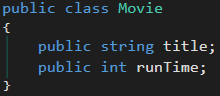 public class Movie
{
    public string title;
    public int runTime;
}